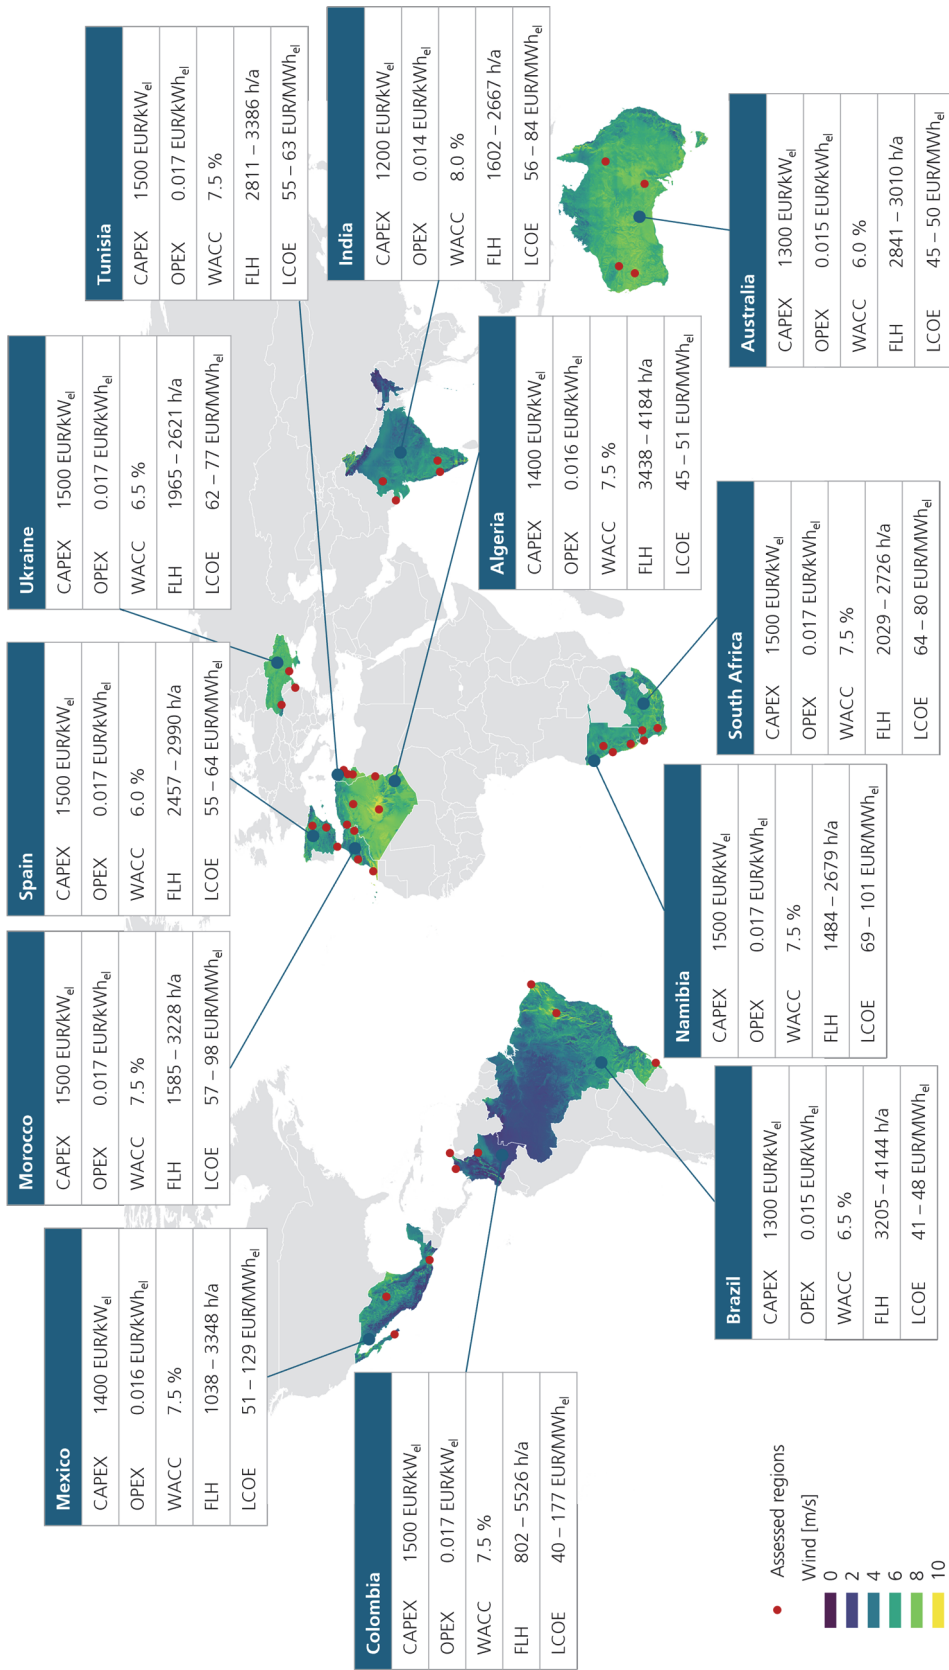 Mexico
CAPEX 1400 EUR/kWel
OPEX 0.016 EUR/kWhel
WACC 7.5 %
FLH 1038 – 3348 h/a
LCOE 51 – 129 EUR/MWhel
Morocco
CAPEX 1500 EUR/kWel
OPEX 0.017 EUR/kWhel
WACC 7.5 %
FLH 1585 – 3228 h/a
LCOE 57 – 98 EUR/MWhel
Spain
CAPEX 1500 EUR/kWel
OPEX 0.017 EUR/kWhel
WACC 6.0 %
FLH 2457 – 2990 h/a
LCOE 55 – 64 EUR/MWhel
Ukraine
CAPEX 1500 EUR/kWel
OPEX 0.017 EUR/kWhel
WACC 6.5 %
FLH 1965 – 2621 h/a
LCOE 62 – 77 EUR/MWhel
Tunisia
CAPEX 1500 EUR/kWel
OPEX 0.017 EUR/kWhel
WACC 7.5 %
FLH 2811 – 3386 h/a
LCOE 55 – 63 EUR/MWhel
India
CAPEX 1200 EUR/kWel
OPEX 0.014 EUR/kWhel
WACC 8.0 %
FLH 1602 – 2667 h/a
LCOE 56 – 84 EUR/MWhel
Colombia
CAPEX 1500 EUR/kWel
OPEX 0.017 EUR/kWel
WACC 7.5 %
FLH 802 – 5526 h/a
LCOE 40 – 177 EUR/MWhel
Algeria
CAPEX 1400 EUR/kWel
OPEX 0.016 EUR/kWhel
WACC 7.5 %
FLH 3438 – 4184 h/a
LCOE 45 – 51 EUR/MWhel
Namibia
CAPEX 1500 EUR/kWel
OPEX 0.017 EUR/kWhel
WACC 7.5 %
FLH 1484 – 2679 h/a
LCOE 69 – 101 EUR/MWhel
Brazil
CAPEX 1300 EUR/kWel
OPEX 0.015 EUR/kWhel
WACC 6.5 %
FLH 3205 – 4144 h/a
LCOE 41 – 48 EUR/MWhel
South Africa
CAPEX 1500 EUR/kWel
OPEX 0.017 EUR/kWhel
WACC 7.5 %
FLH 2029 – 2726 h/a
LCOE 64 – 80 EUR/MWhel
Australia
CAPEX 1300 EUR/kWel
OPEX 0.015 EUR/kWhel
WACC 6.0 %
FLH 2841 – 3010 h/a
LCOE 45 – 50 EUR/MWhel
Assessed regions
Wind [m/s]
0
2
4
6
8
10